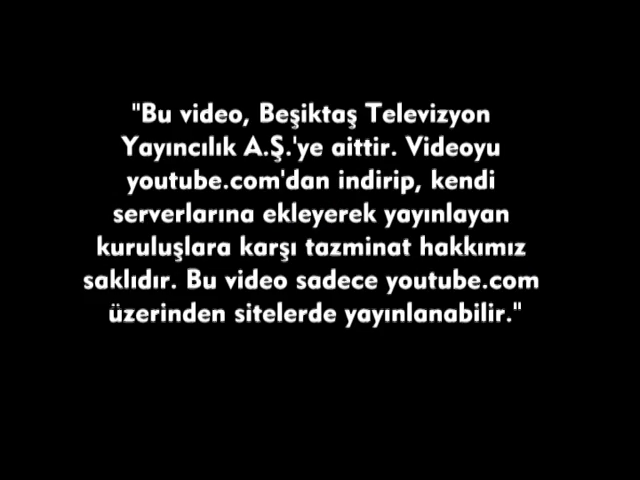 "Bu video, Beşiktaş Televizyon
Yayıncılık A.Ş.'ye aittir. Videoyu
youtube.com'dan indirip, kendi
serverlarına ekleyerek yayınlayan
kuruluşlara karşı tazminat hakkımız
saklıdır. Bu video sadece youtube.com
üzerinden sitelerde yayınlanabilir."